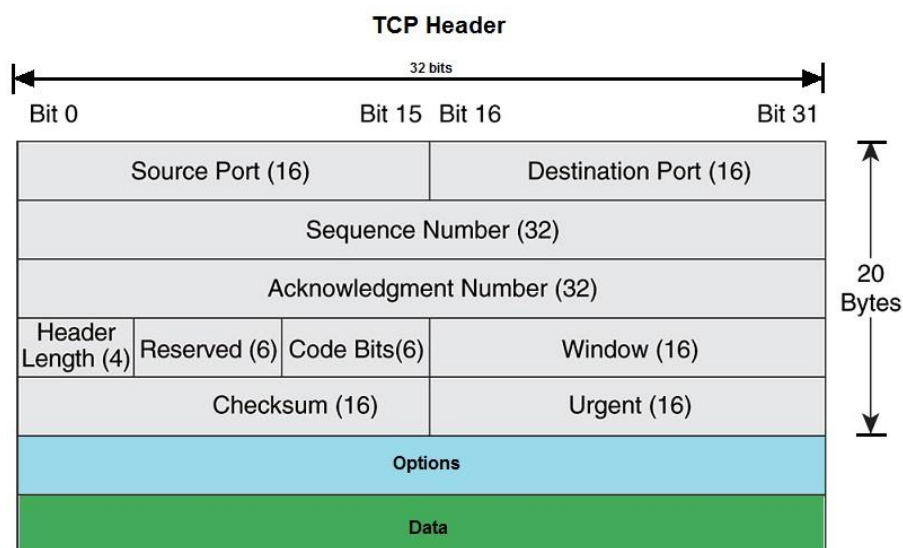 TCP Header
32 bits
Bit 0 Bit 15 Bit 16 Bit 31
Source Port (16) Destination Port (16)
Sequence Number (32)
Acknowledgment Number (32)
20
Bytes
Header
Length (4) Reserved (6) Code Bits(6) Window (16)
Checksum (16) Urgent (16)
Options
Data